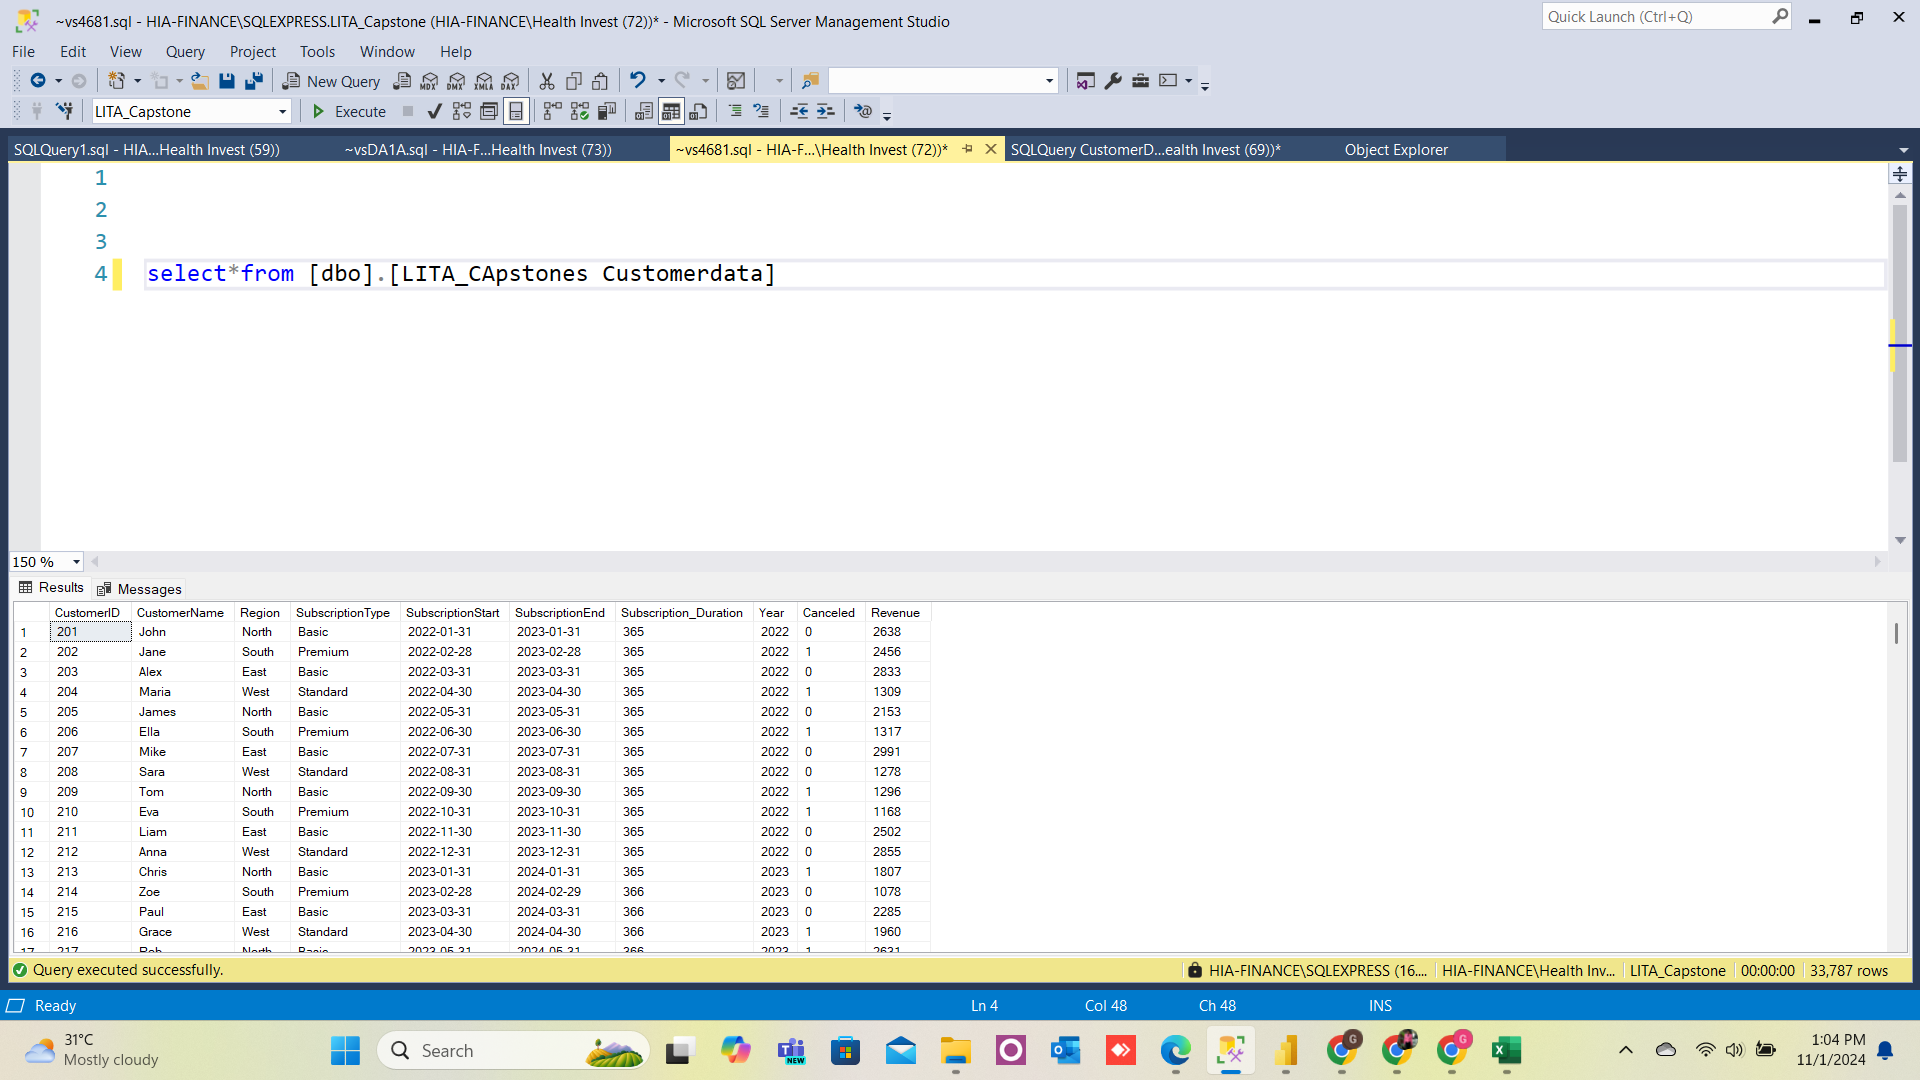 ~vs4681.sql - HIA-FINANCE\SQLEXPRESS.LITA_Capstone (HIA-FINANCE\Health Invest (72))* - Microsoft SQL Server Management Studio
Quick Launch (Ctrl+Q)
File Edit View Query Project Tools Window Help
New Query MDX DMX XMLA DAX
LITA_Capstone Execute
SQLQuery1.sql - HIA...Health Invest (59)) ~vsDA1A.sql - HIA-F...Health Invest (73)) ~vs4681.sql - HIA-F...\Health Invest (72))* SQLQuery CustomerD...ealth Invest (69))* Object Explorer
1
2
3
4 select*from [dbo].[LITA_CApstones Customerdata]
150 %
Results Messages
CustomerID CustomerName Region SubscriptionType SubscriptionStart SubscriptionEnd Subscription_Duration Year Canceled Revenue
1 201 John North Basic 2022-01-31 2023-01-31 365 2022 0 2638
2 202 Jane South Premium 2022-02-28 2023-02-28 365 2022 1 2456
3 203 Alex East Basic 2022-03-31 2023-03-31 365 2022 0 2833
4 204 Maria West Standard 2022-04-30 2023-04-30 365 2022 1 1309
5 205 James North Basic 2022-05-31 2023-05-31 365 2022 0 2153
6 206 Ella South Premium 2022-06-30 2023-06-30 365 2022 1 1317
7 207 Mike East Basic 2022-07-31 2023-07-31 365 2022 0 2991
8 208 Sara West Standard 2022-08-31 2023-08-31 365 2022 0 1278
9 209 Tom North Basic 2022-09-30 2023-09-30 365 2022 1 1296
10 210 Eva South Premium 2022-10-31 2023-10-31 365 2022 1 1168
11 211 Liam East Basic 2022-11-30 2023-11-30 365 2022 0 2502
12 212 Anna West Standard 2022-12-31 2023-12-31 365 2022 0 2855
13 213 Chris North Basic 2023-01-31 2024-01-31 365 2023 1 1807
14 214 Zoe South Premium 2023-02-28 2024-02-29 366 2023 0 1078
15 215 Paul East Basic 2023-03-31 2024-03-31 366 2023 0 2285
16 216 Grace West Standard 2023-04-30 2024-04-30 366 2023 1 1960
17 217 Rob North Basic 2023-05-31 2024-05-31 366 2023 1 2631
Query executed successfully. HIA-FINANCE\SQLEXPRESS (16.... HIA-FINANCE\Health Inv... LITA_Capstone 00:00:00 33,787 rows
Ready Ln 4 Col 48 Ch 48 INS
31°C
Mostly cloudy
Search
NEW
G
G
1:04 PM
11/1/2024